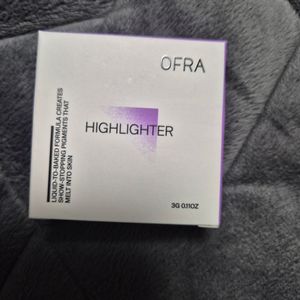 OFRA
HIGHLIGHTER
LIQUID-TO-BAKED FORMULA CREATES
SHOW-STOPPING PIGMENTS THAT
MELT INTO SKIN
3G 0.11OZ